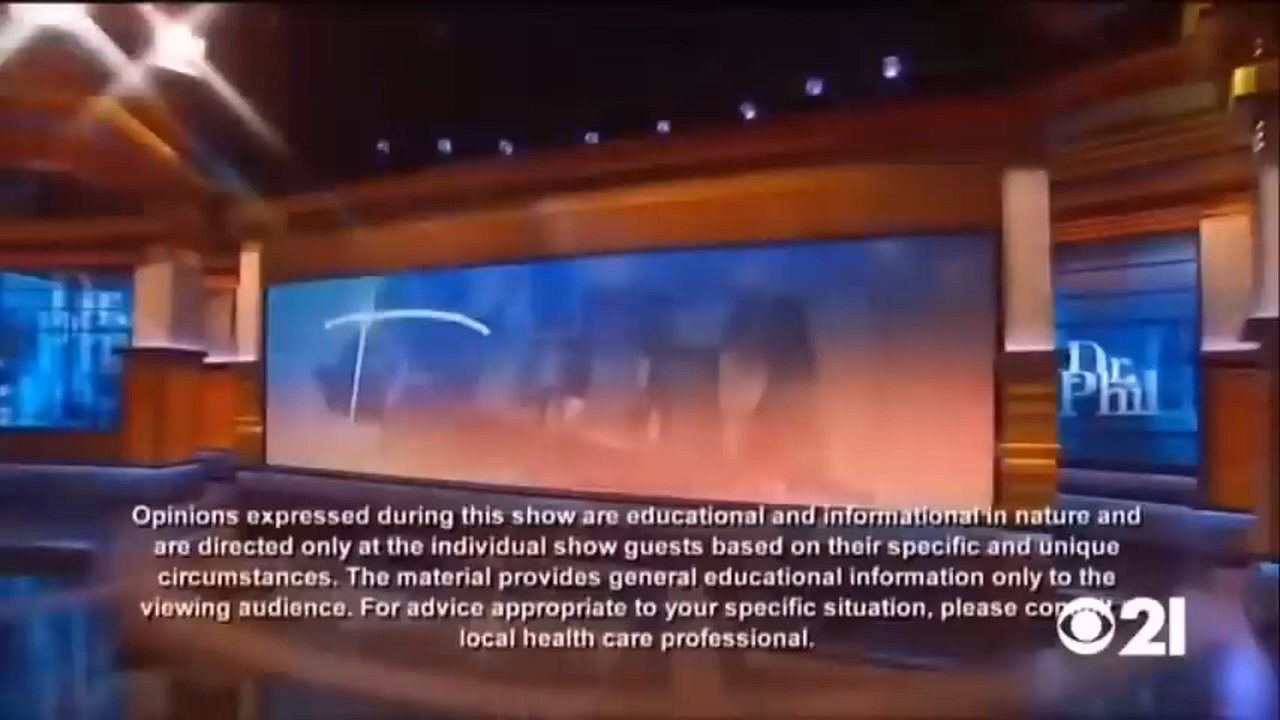 Dr.
Phil
Opinions expressed during this show are educational and informational in nature and
are directed only at the individual show guests based on their specific and unique
circumstances. The material provides general educational information only to the
viewing audience. For advice appropriate to your specific situation, please
local health care professional.
21